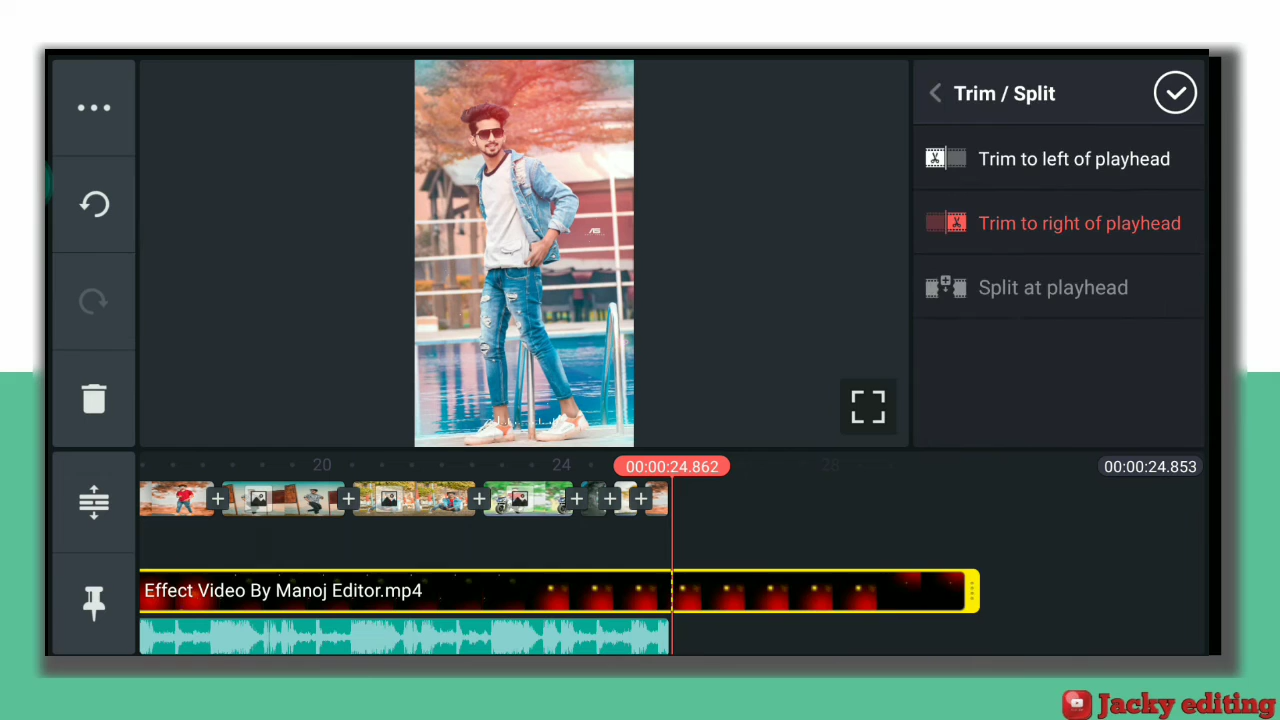 Trim / Split
Trim to left of playhead
Trim to right of playhead
Split at playhead
20
24
00:00:24.862
28
00:00:24.853
Effect Video By Manoj Editor.mp4
Jacky editing